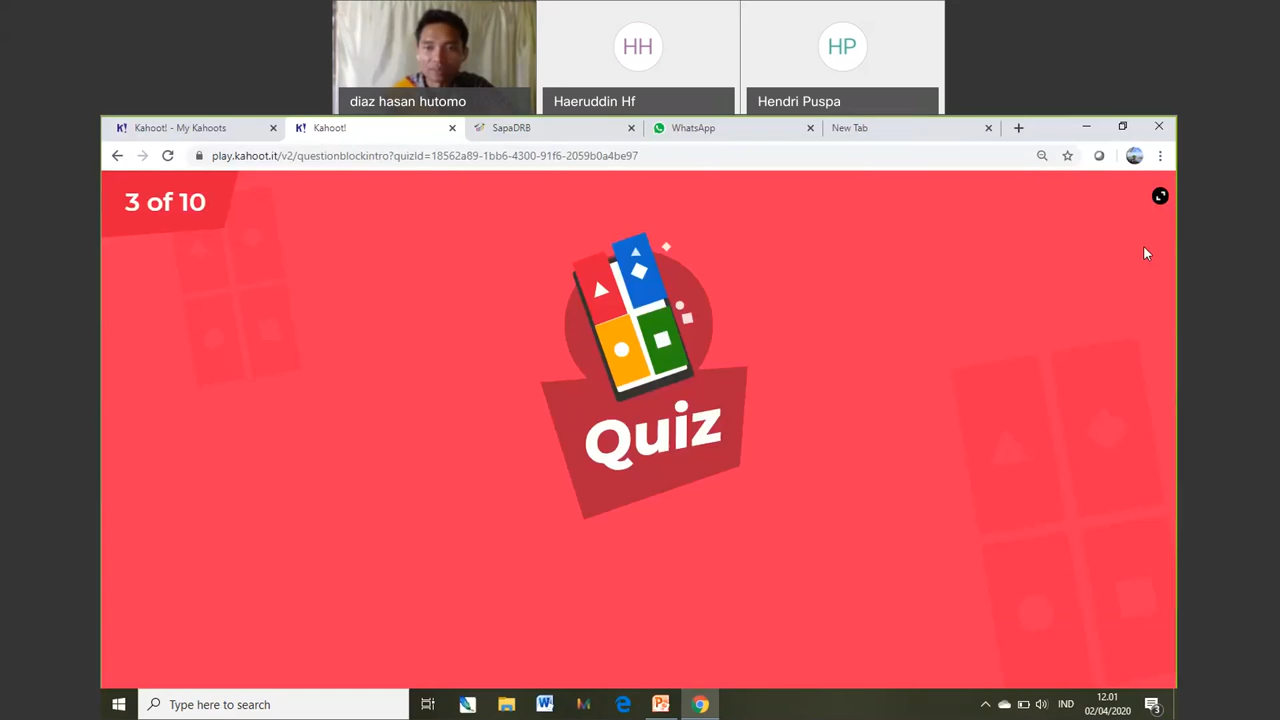 HH
HP
diaz hasan hutomo
Haeruddin Hf
Hendri Puspa
K! Kahoot! - My Kahoots
K! Kahoot!
SapaDRB
WhatsApp
New Tab
play.kahoot.it/v2/questionblockintro?quizId=18562a89-1bb6-4300-91f6-2059b0a4be97
3 of 10
Quiz
Type here to search
IND
12.01
02/04/2020
3